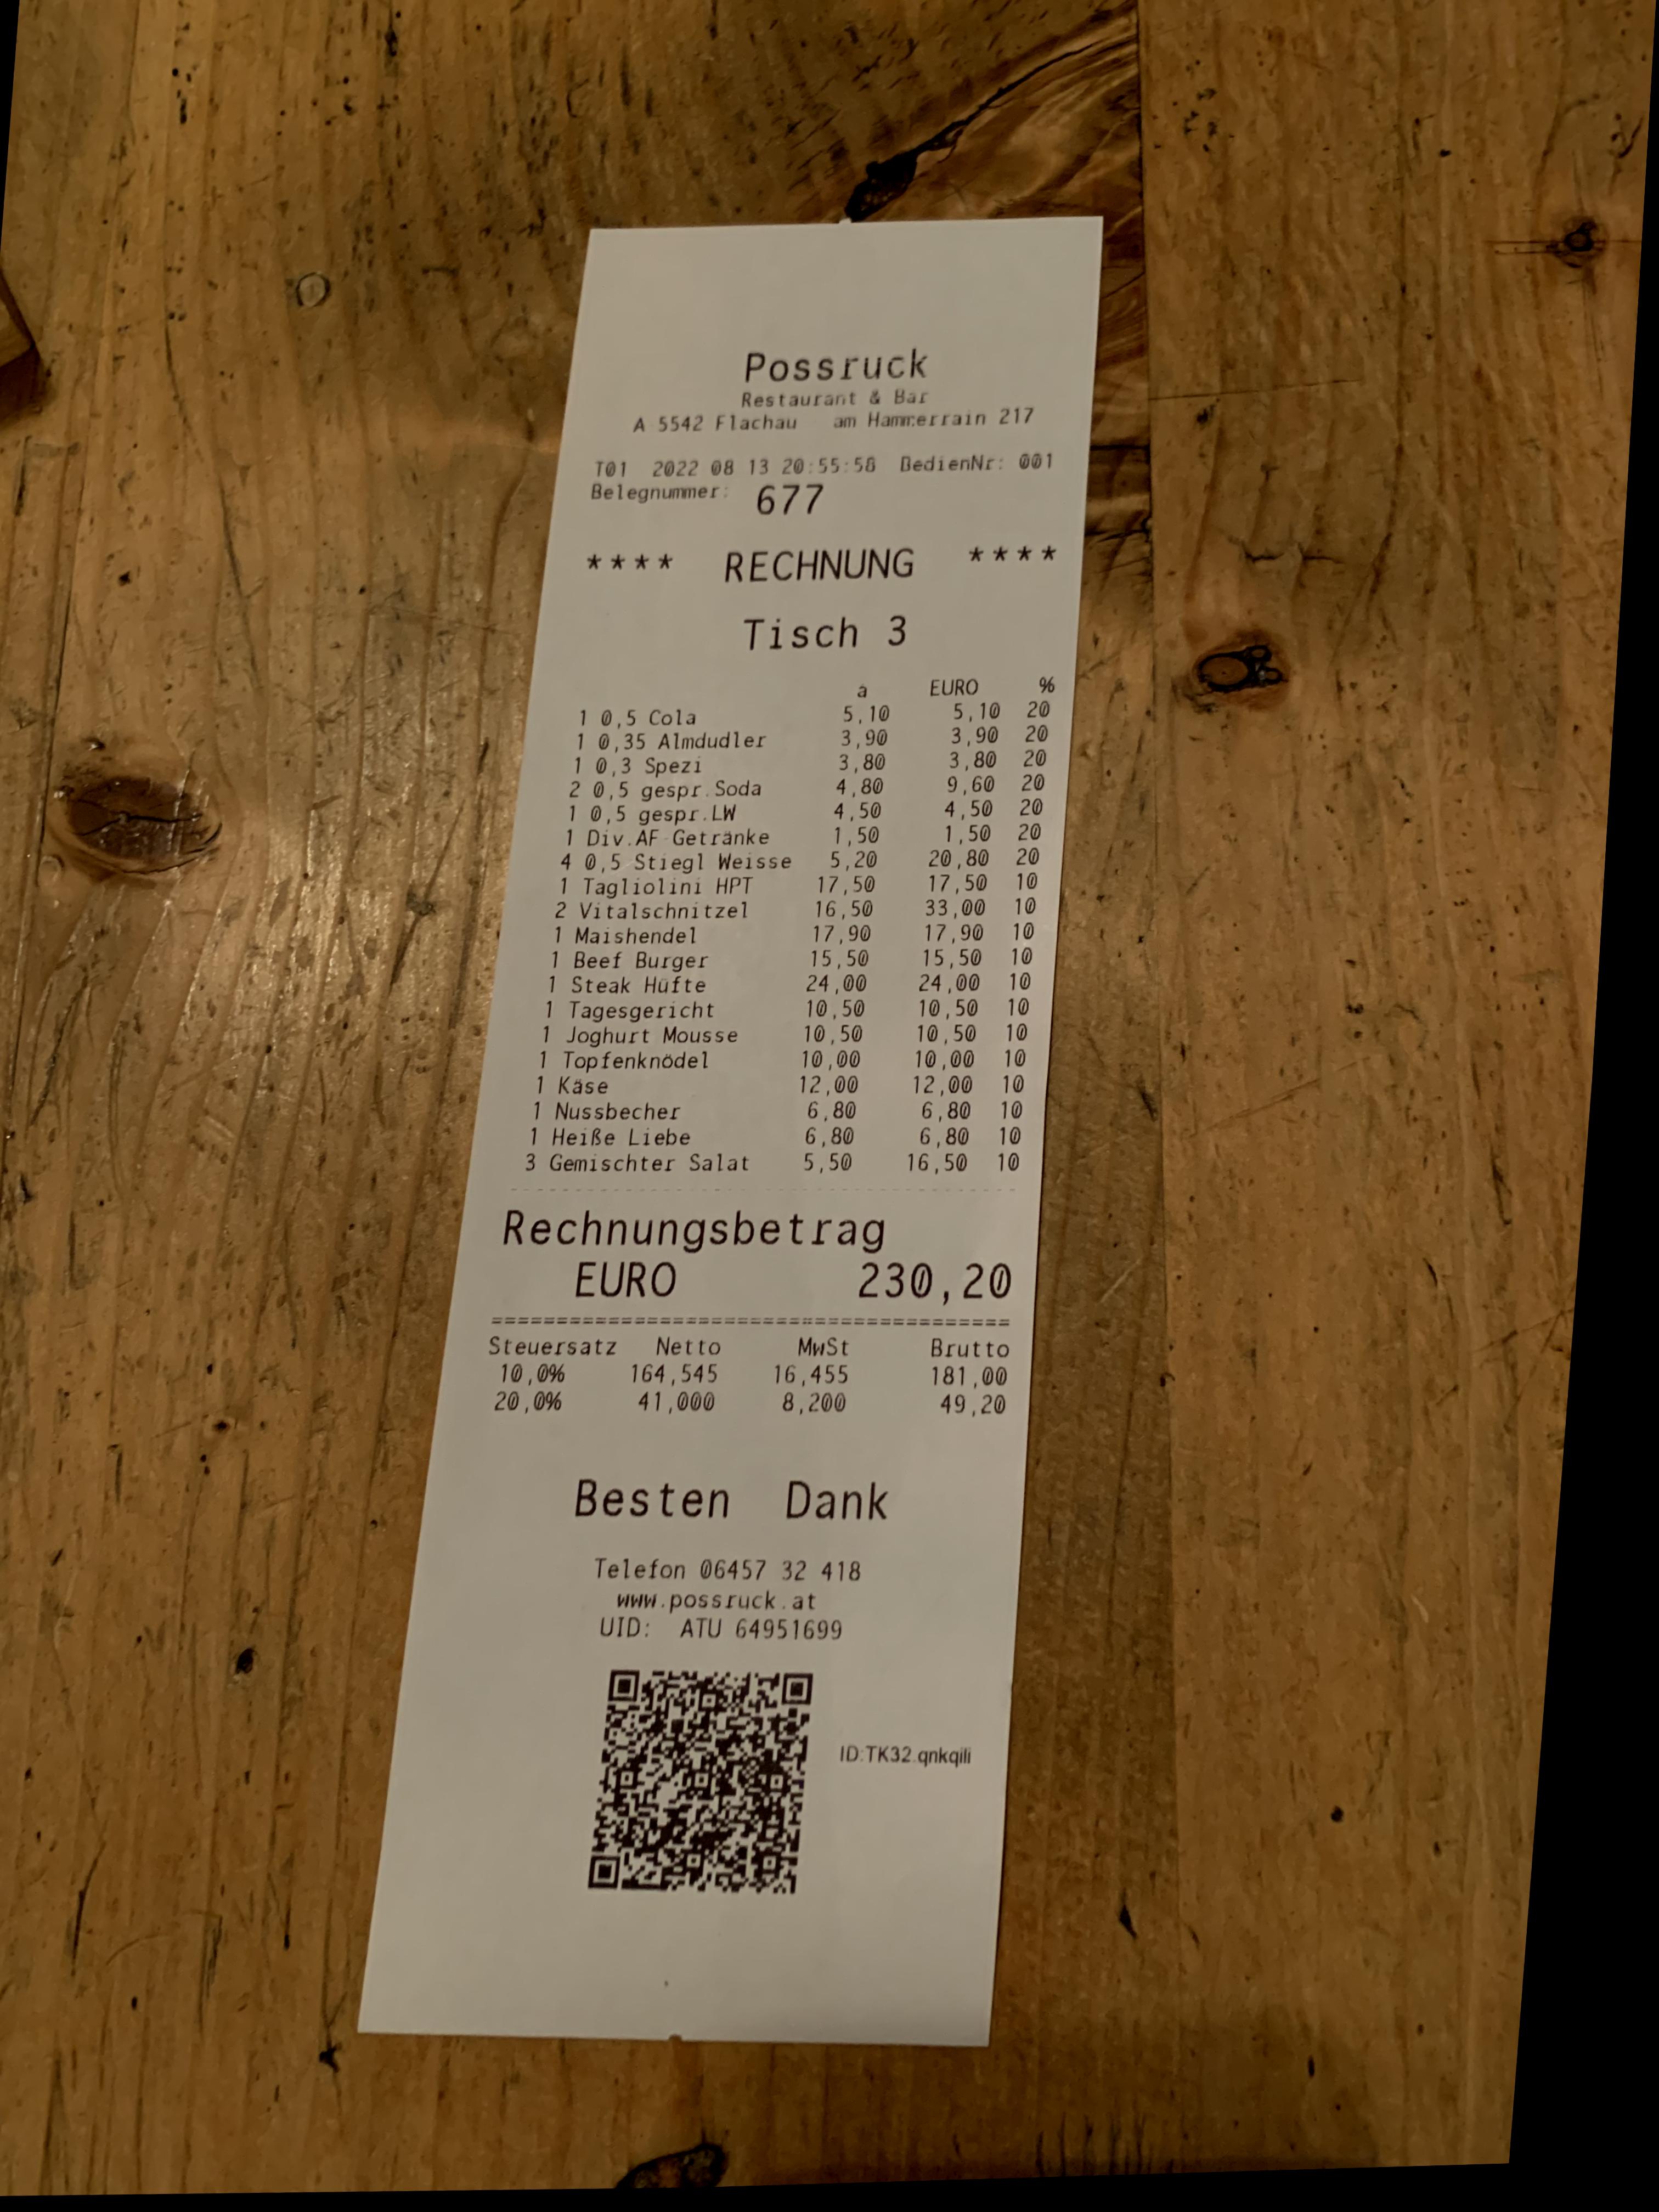 Possruck
Restaurant & Bar
A 5542 Flachau am Hammerrain 217
T01 2022 08 13 20:55:58 BedienNr: 001
Belegnummer: 677
**** RECHNUNG ****
Tisch 3
a EURO %
1 0,5 Cola 5,10 5,10 20
1 0,35 Almdudler 3,90 3,90 20
1 0,3 Spezi 3,80 3,80 20
2 0,5 gespr.Soda 4,80 9,60 20
1 0,5 gespr.LW 4,50 4,50 20
1 Div.AF-Getränke 1,50 1,50 20
4 0,5 Stiegl Weisse 5,20 20,80 20
1 Tagliolini HPT 17,50 17,50 10
2 Vitalschnitzel 16,50 33,00 10
1 Maishendel 17,90 17,90 10
1 Beef Burger 15,50 15,50 10
1 Steak Hüfte 24,00 24,00 10
1 Tagesgericht 10,50 10,50 10
1 Joghurt Mousse 10,50 10,50 10
1 Topfenknödel 10,00 10,00 10
1 Käse 12,00 12,00 10
1 Nussbecher 6,80 6,80 10
1 Heiße Liebe 6,80 6,80 10
3 Gemischter Salat 5,50 16,50 10
Rechnungsbetrag
EURO 230,20
Steuersatz Netto MwSt Brutto
10,0% 164,545 16,455 181,00
20,0% 41,000 8,200 49,20
Besten Dank
Telefon 06457 32 418
www.possruck.at
UID: ATU 64951699
ID:TK32.qnkqili